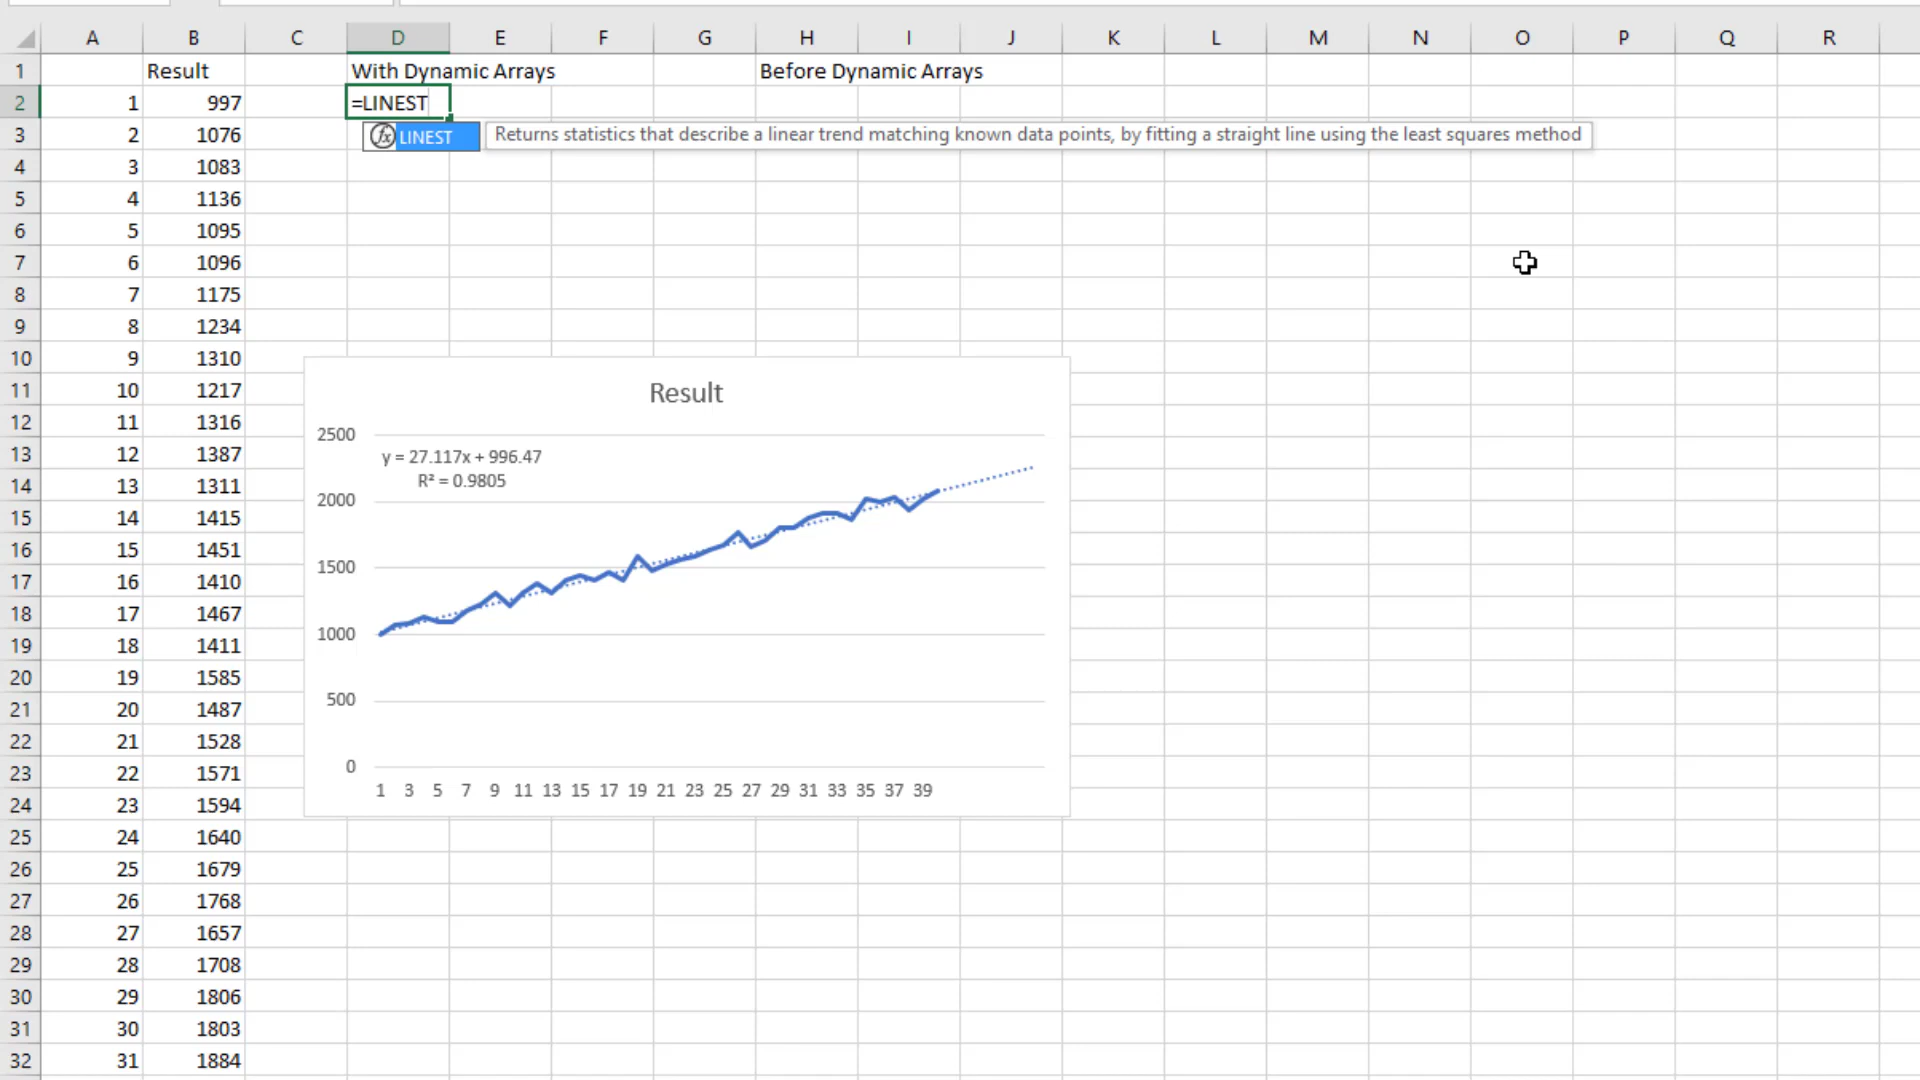 A B C D E F G H I J K L M N O P Q R
1 Result With Dynamic Arrays Before Dynamic Arrays
2 1 997 =LINEST
3 2 1076 fx LINEST Returns statistics that describe a linear trend matching known data points, by fitting a straight line using the least squares method
4 3 1083
5 4 1136
6 5 1095
7 6 1096
8 7 1175
9 8 1234
10 9 1310
11 10 1217
12 11 1316
13 12 1387
14 13 1311
15 14 1415
16 15 1451
17 16 1410
18 17 1467
19 18 1411
20 19 1585
21 20 1487
22 21 1528
23 22 1571
24 23 1594
25 24 1640
26 25 1679
27 26 1768
28 27 1657
29 28 1708
30 29 1806
31 30 1803
32 31 1884
Result
2500
y = 27.117x + 996.47
R² = 0.9805
2000
1500
1000
500
0
1 3 5 7 9 11 13 15 17 19 21 23 25 27 29 31 33 35 37 39